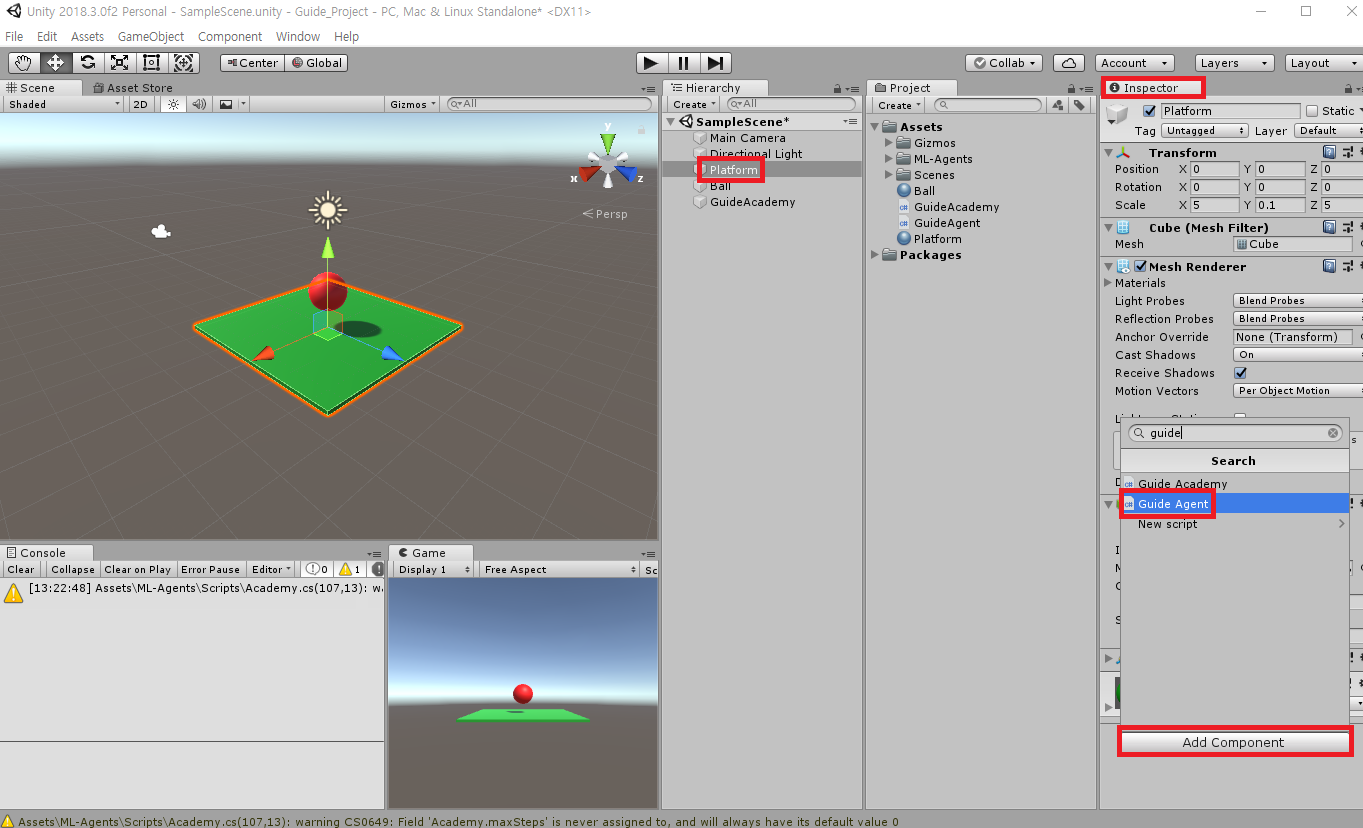 Unity 2018.3.0f2 Personal - SampleScene.unity - Guide_Project - PC, Mac & Linux Standalone* <DX11>
File Edit Assets GameObject Component Window Help
Center Global Collab Account Layers Layout
Scene Asset Store
Shaded 2D Gizmos All
y
x z
Persp
Hierarchy
Create All
SampleScene*
Main Camera
Directional Light
Platform
Ball
GuideAcademy
Project
Create
Assets
Gizmos
ML-Agents
Scenes
Ball
GuideAcademy
GuideAgent
Platform
Packages
Inspector
Platform Static
Tag Untagged Layer Default
Transform
Position X 0 Y 0 Z 0
Rotation X 0 Y 0 Z 0
Scale X 5 Y 0.1 Z 5
Cube (Mesh Filter)
Mesh Cube
Mesh Renderer
Materials
Light Probes Blend Probes
Reflection Probes Blend Probes
Anchor Override None (Transform)
Cast Shadows On
Receive Shadows
Motion Vectors Per Object Motion
guide
Search
Guide Academy
Guide Agent
New script
Add Component
Console
Clear Collapse Clear on Play Error Pause Editor 0 1
[13:22:48] Assets\ML-Agents\Scripts\Academy.cs(107,13):
Game
Display 1 Free Aspect Sc
Assets\ML-Agents\Scripts\Academy.cs(107,13): warning CS0649: Field 'Academy.maxSteps' is never assigned to, and will always have its default value 0